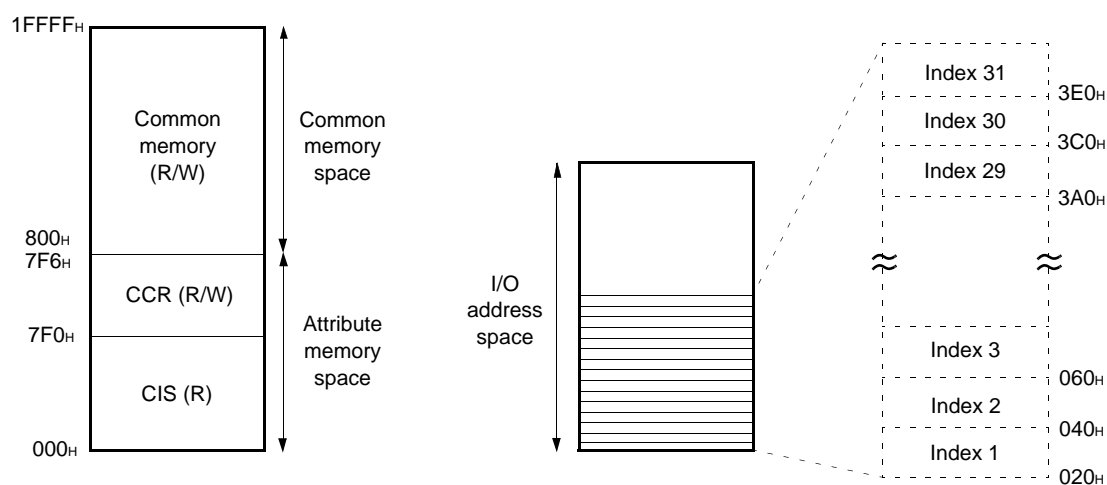 1FFFFH
Common
memory
(R/W)
Common
memory
space
800H
7F6H
CCR (R/W)
7F0H
Attribute
memory
space
CIS (R)
000H
I/O
address
space
Index 31
3E0H
Index 30
3C0H
Index 29
3A0H
≈ ≈
Index 3
060H
Index 2
040H
Index 1
020H